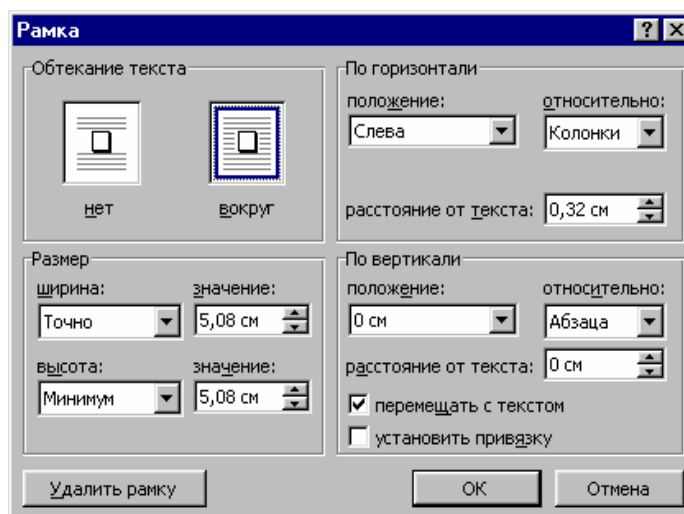 Рамка
Обтекание текста
нет
вокруг
По горизонтали
положение:
относительно:
Слева
Колонки
расстояние от текста:
0,32 см
Размер
ширина:
значение:
Точно
5,08 см
высота:
значение:
Минимум
5,08 см
По вертикали
положение:
относительно:
0 см
Абзаца
расстояние от текста:
0 см
перемещать с текстом
установить привязку
Удалить рамку
ОК
Отмена